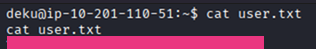 deku@ip-10-201-110-51:~$ cat user.txt
cat user.txt